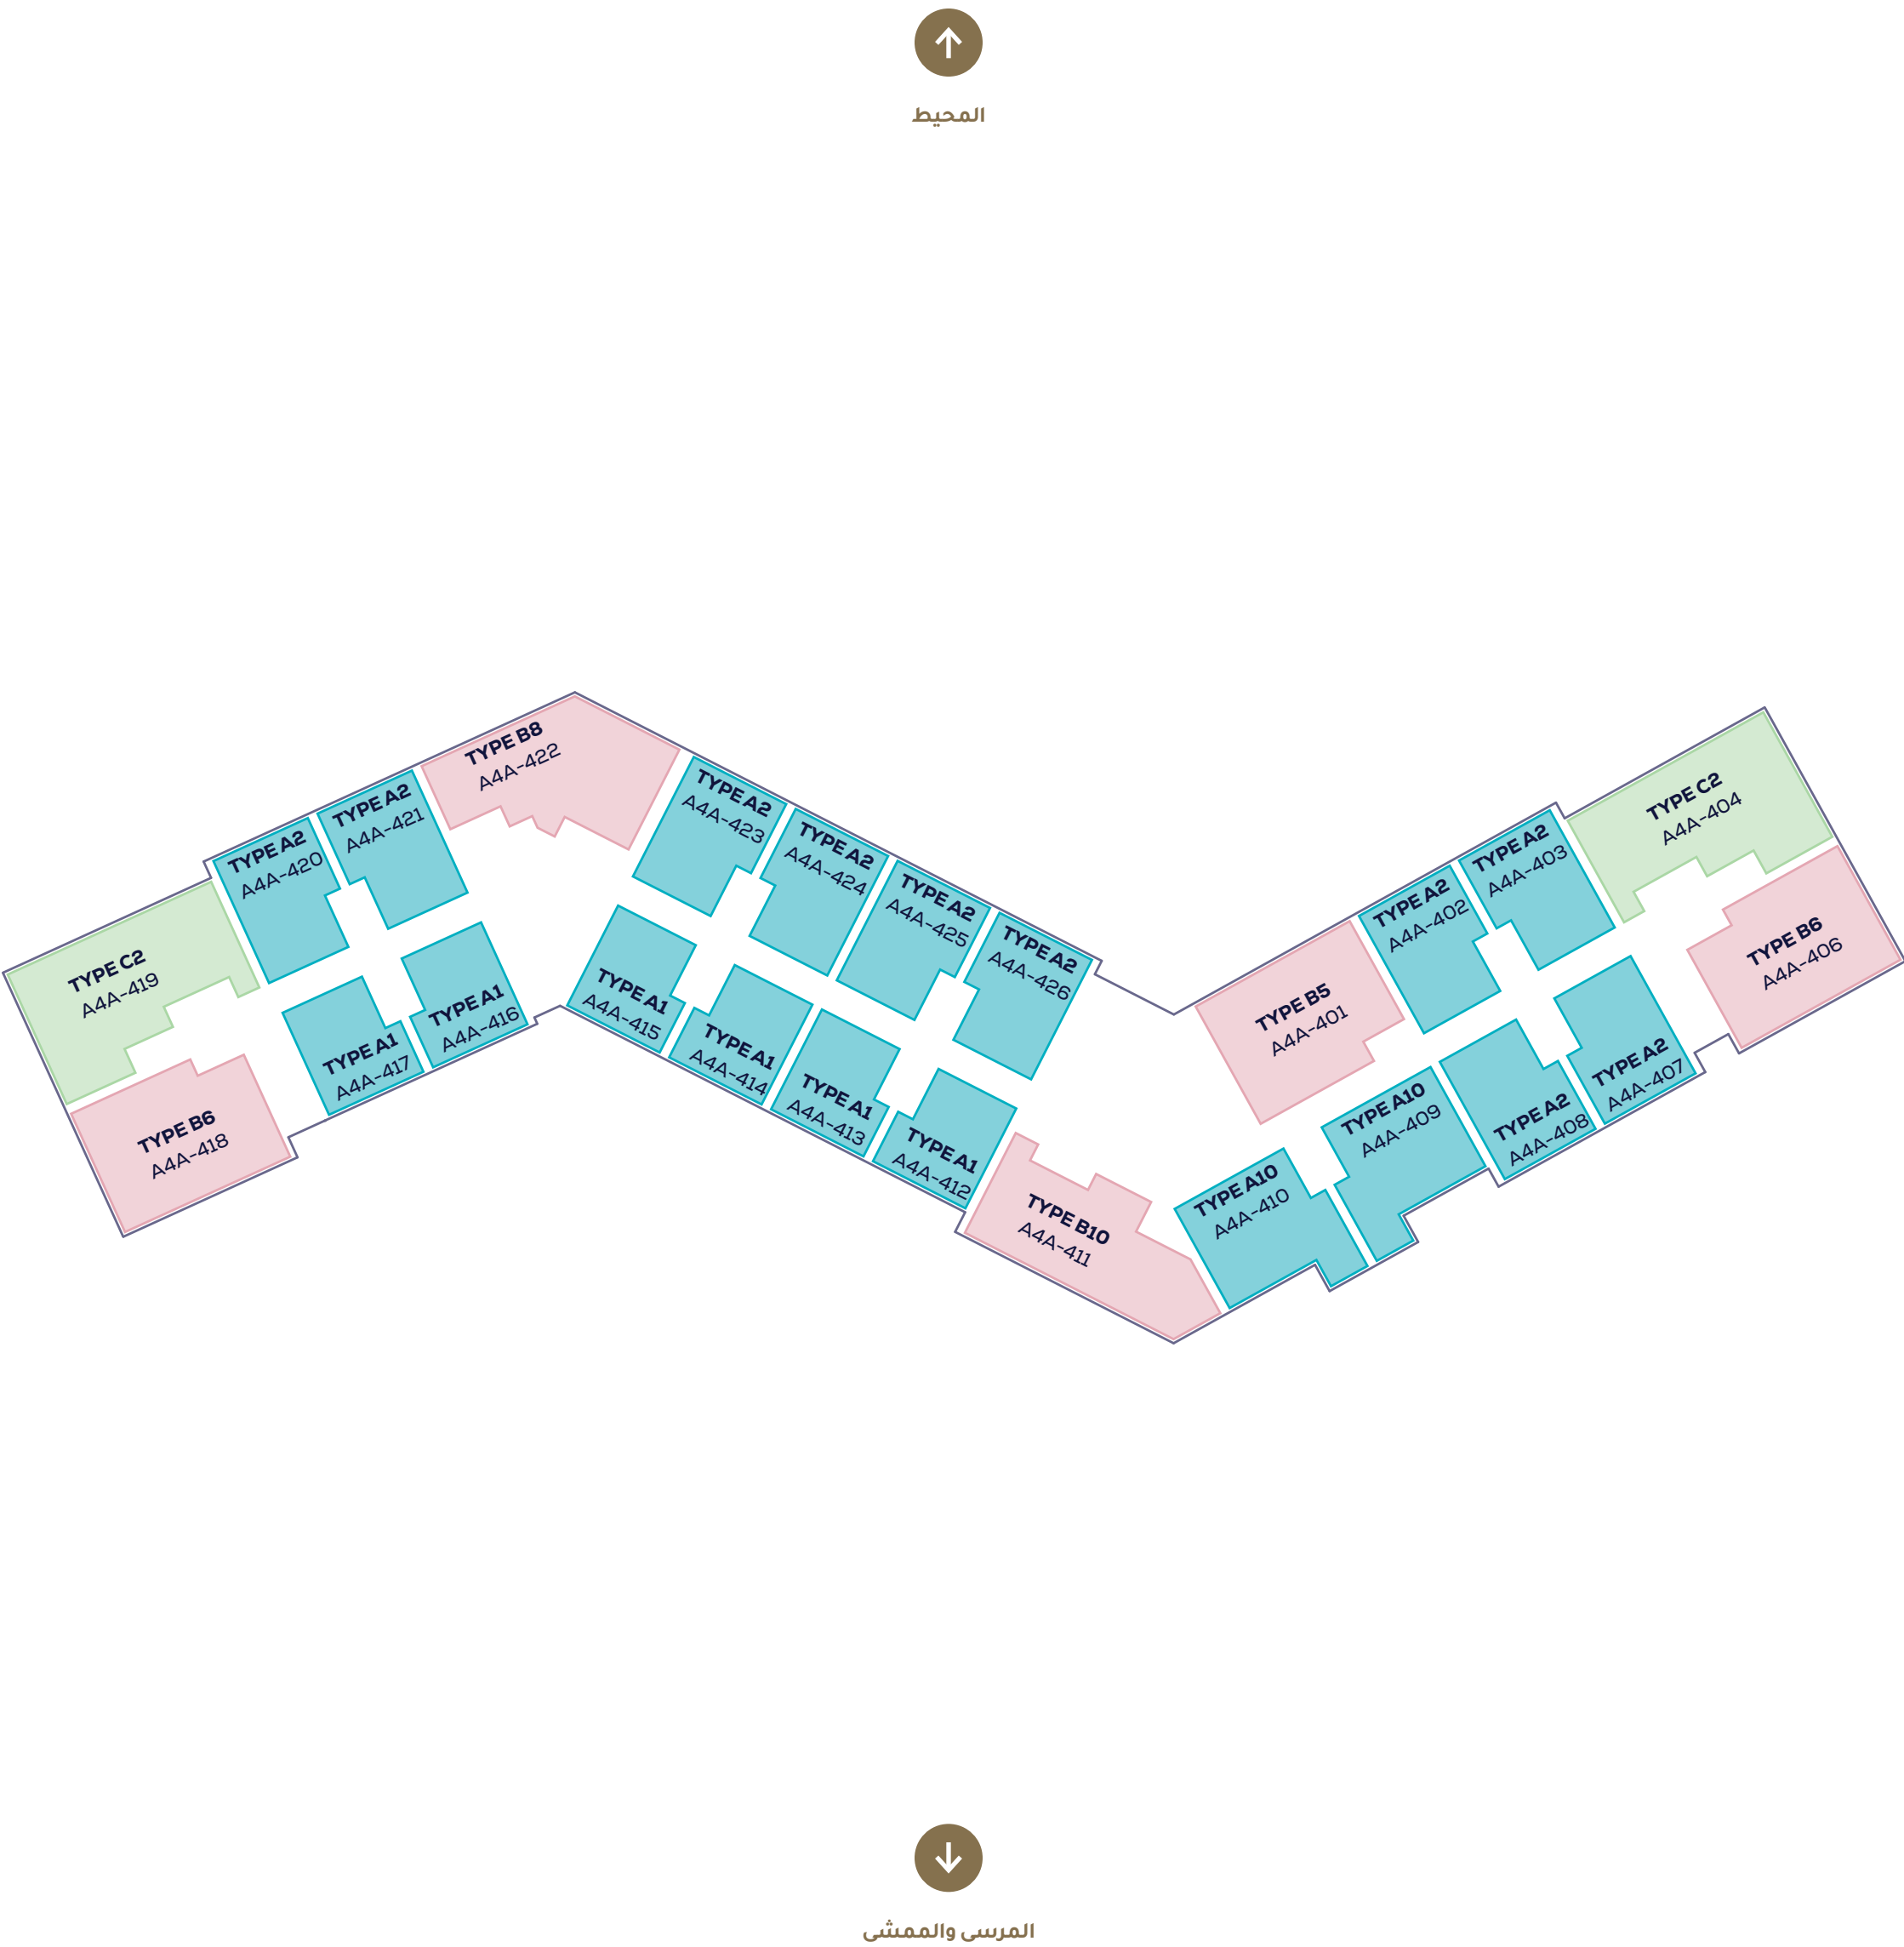 المحيط
TYPE B8
A4A-422
TYPE A2
A4A-421
TYPE A2
A4A-420
TYPE C2
A4A-419
TYPE B6
A4A-418
TYPE A1
A4A-417
TYPE A1
A4A-416
TYPE A2
A4A-423
TYPE A2
A4A-424
TYPE A2
A4A-425
TYPE A2
A4A-426
TYPE A1
A4A-415
TYPE A1
A4A-414
TYPE A1
A4A-413
TYPE A1
A4A-412
TYPE B10
A4A-411
TYPE B5
A4A-401
TYPE A2
A4A-402
TYPE A2
A4A-403
TYPE C2
A4A-404
TYPE B6
A4A-406
TYPE A2
A4A-407
TYPE A2
A4A-408
TYPE A10
A4A-409
TYPE A10
A4A-410
المرسى والممشى